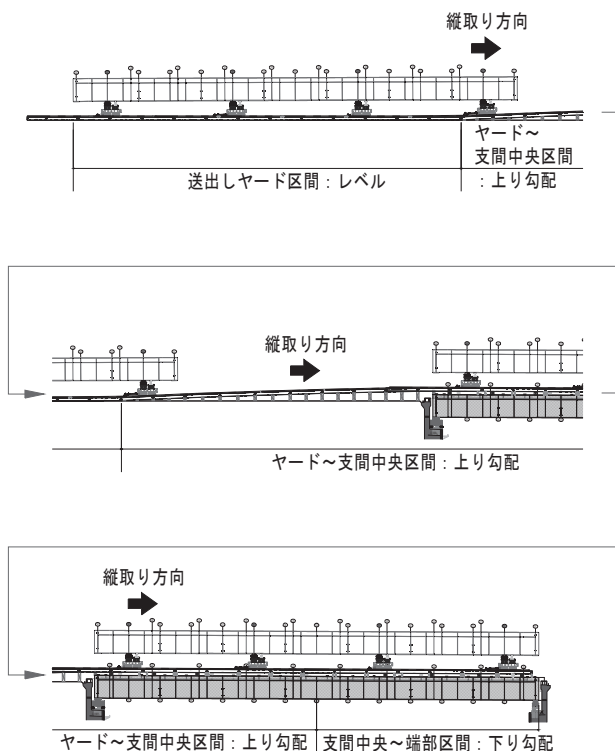 縦取り方向
ヤード～
支間中央区間
：上り勾配
送出しヤード区間：レベル
縦取り方向
ヤード～支間中央区間：上り勾配
縦取り方向
ヤード～支間中央区間：上り勾配
支間中央～端部区間：下り勾配